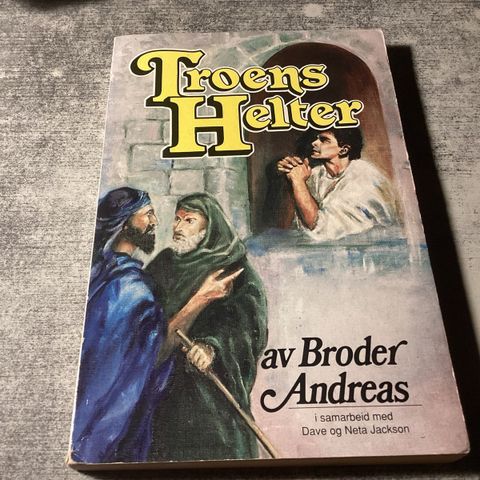 Troens
Helter
av Broder
Andreas
i samarbeid med
Dave og Neta Jackson